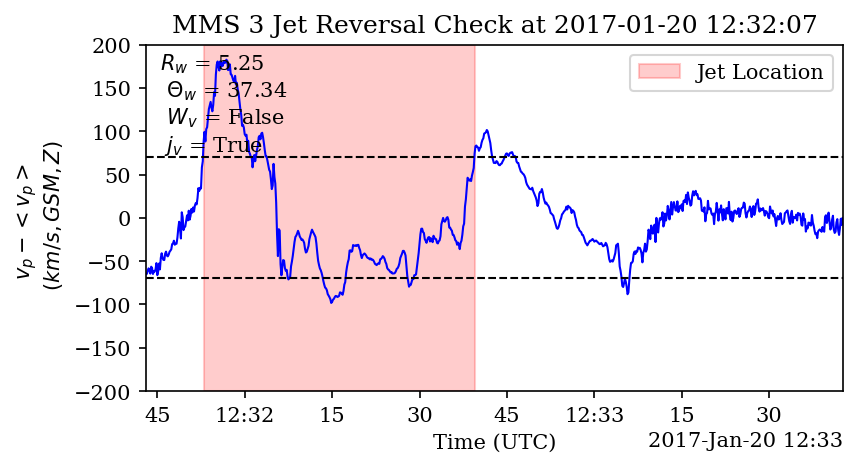 MMS 3 Jet Reversal Check at 2017-01-20 12:32:07
R_w = 5.25
Θ_w = 37.34
W_v = False
j_v = True
Jet Location
200
150
100
50
0
−50
−100
−150
−200
v_p − < v_p >
(km/s, GSM, Z)
45 12:32 15 30 45 12:33 15 30
Time (UTC)
2017-Jan-20 12:33